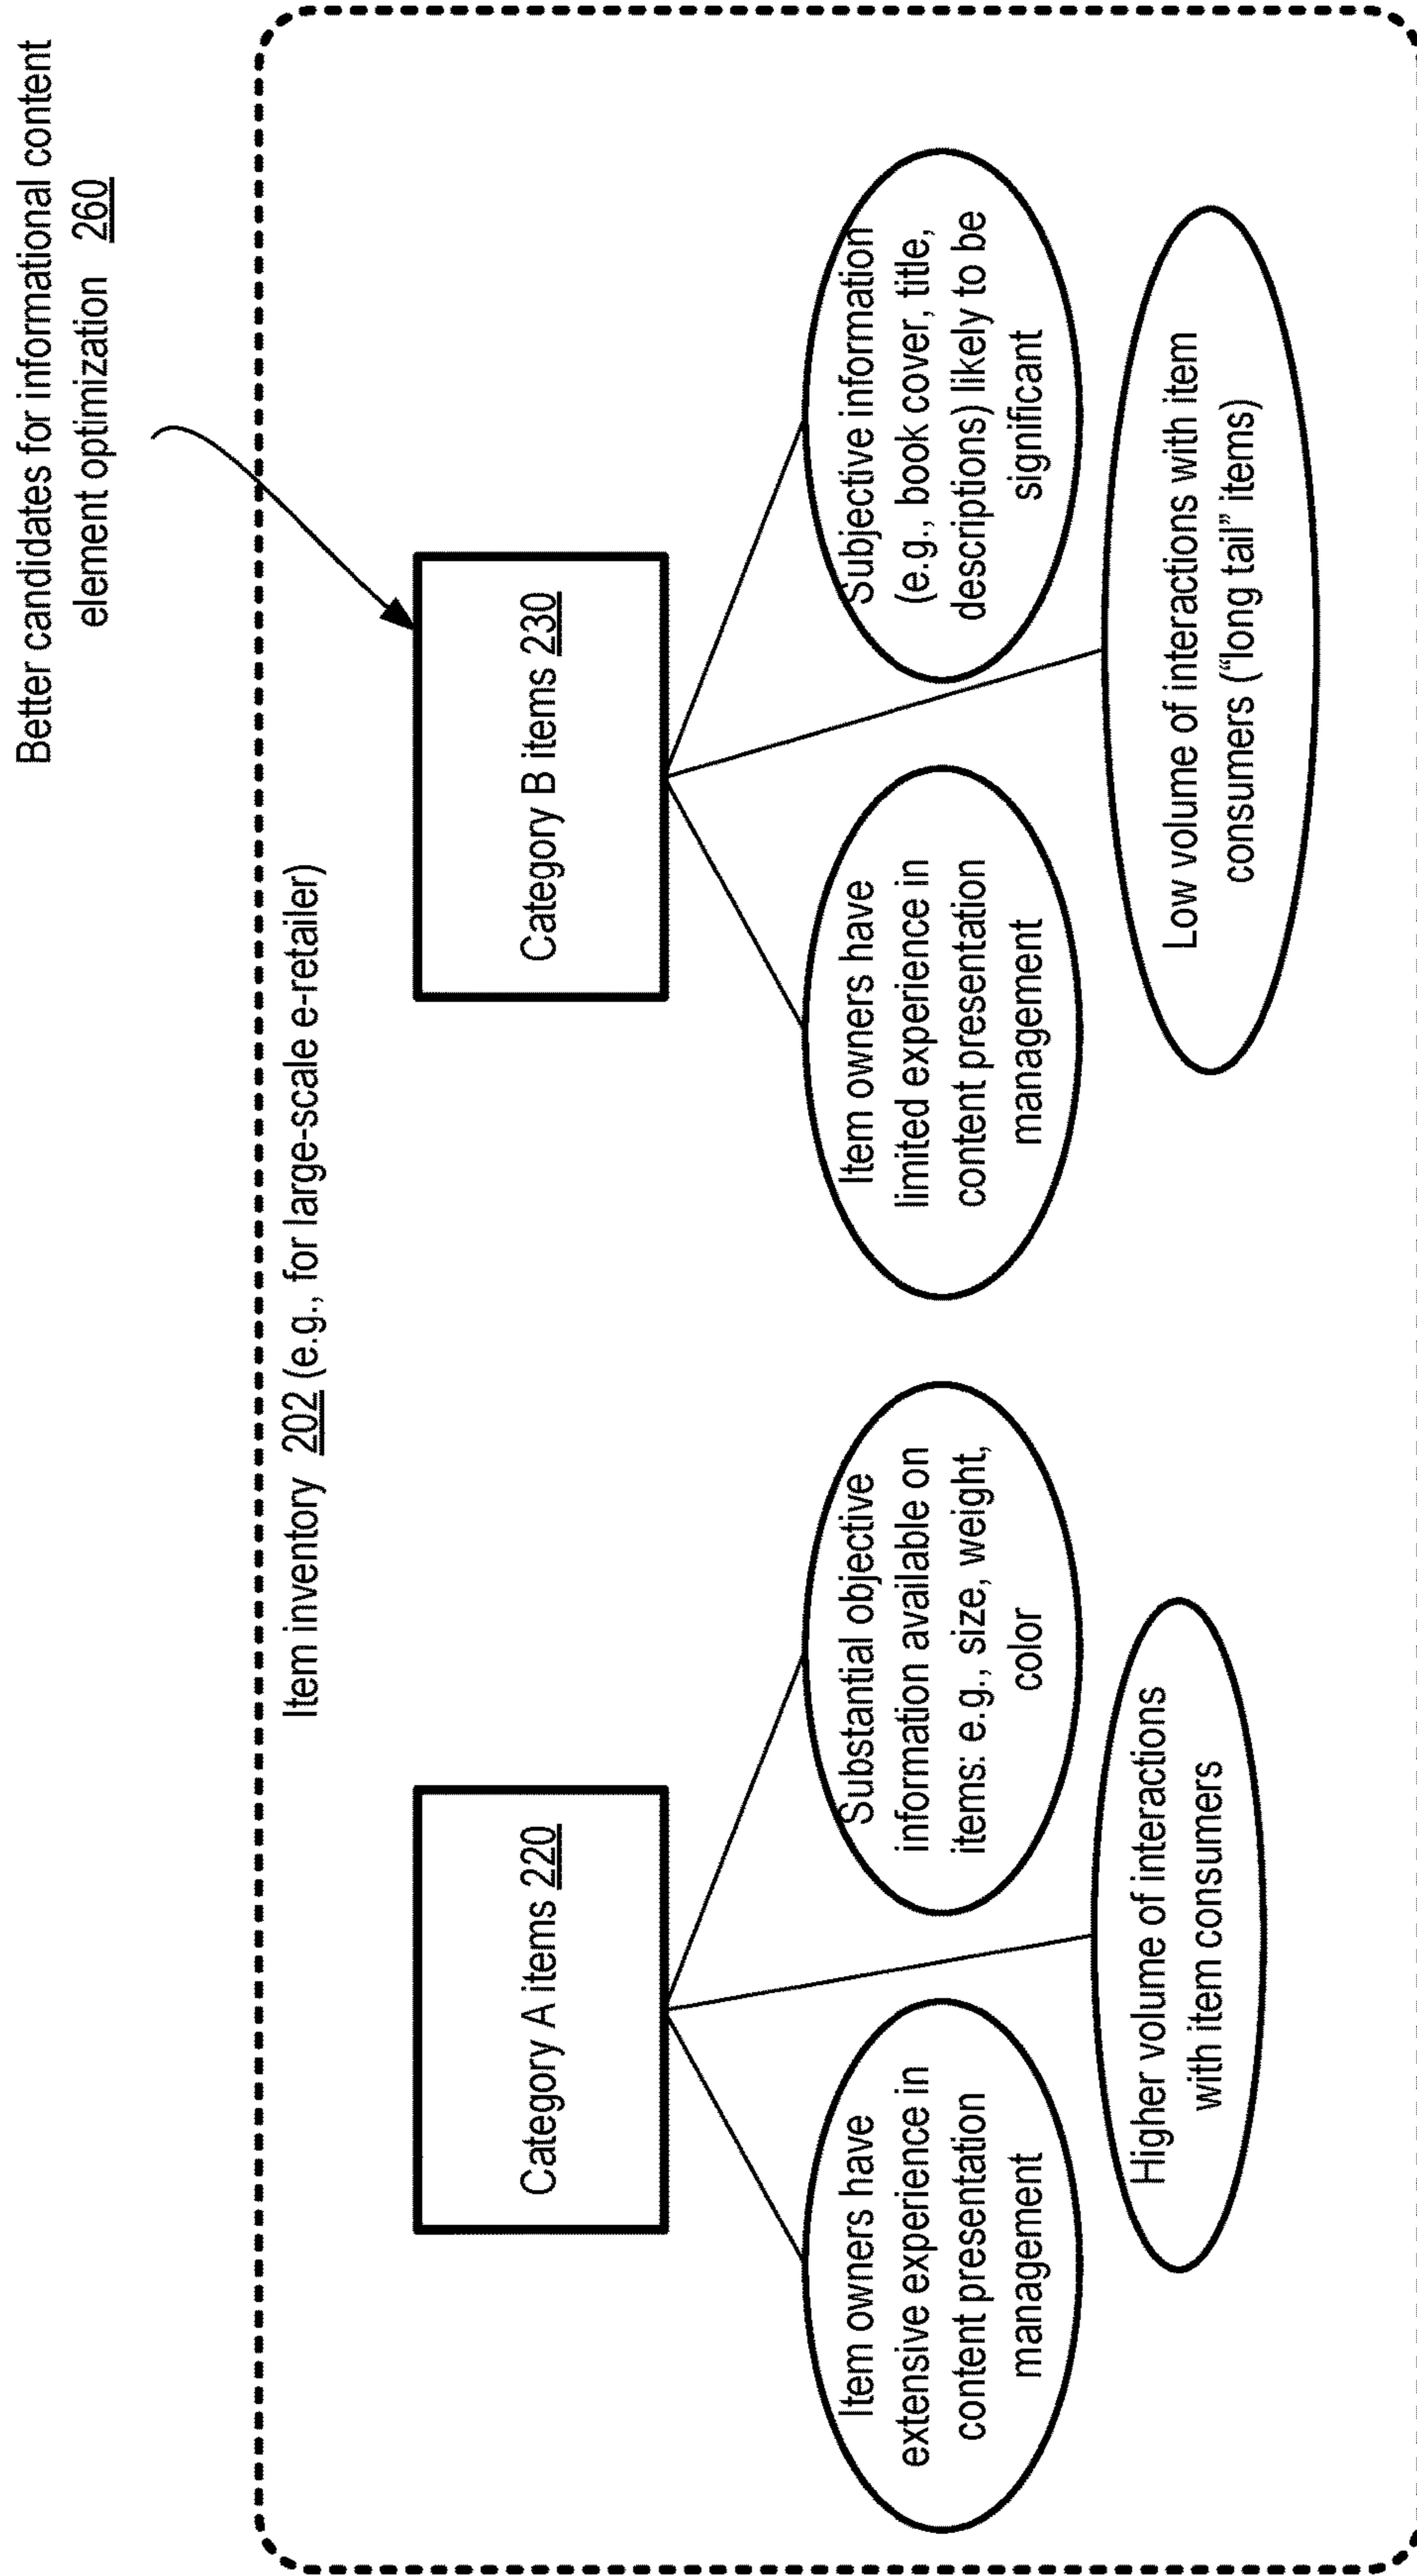 Better candidates for informational content
element optimization 260
Item inventory 202 (e.g., for large-scale e-retailer)
Category A items 220
Item owners have
extensive experience in
content presentation
management
Substantial objective
information available on
items: e.g., size, weight,
color
Higher volume of interactions
with item consumers
Category B items 230
Item owners have
limited experience in
content presentation
management
Subjective information
(e.g., book cover, title,
descriptions) likely to be
significant
Low volume of interactions with item
consumers (“long tail” items)